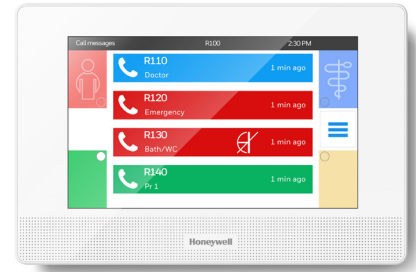 Call messages R100 2:30 PM
R110
Doctor 1 min ago
R120
Emergency 1 min ago
R130
Bath/WC 1 min ago
R140
Pr 1 1 min ago
Honeywell